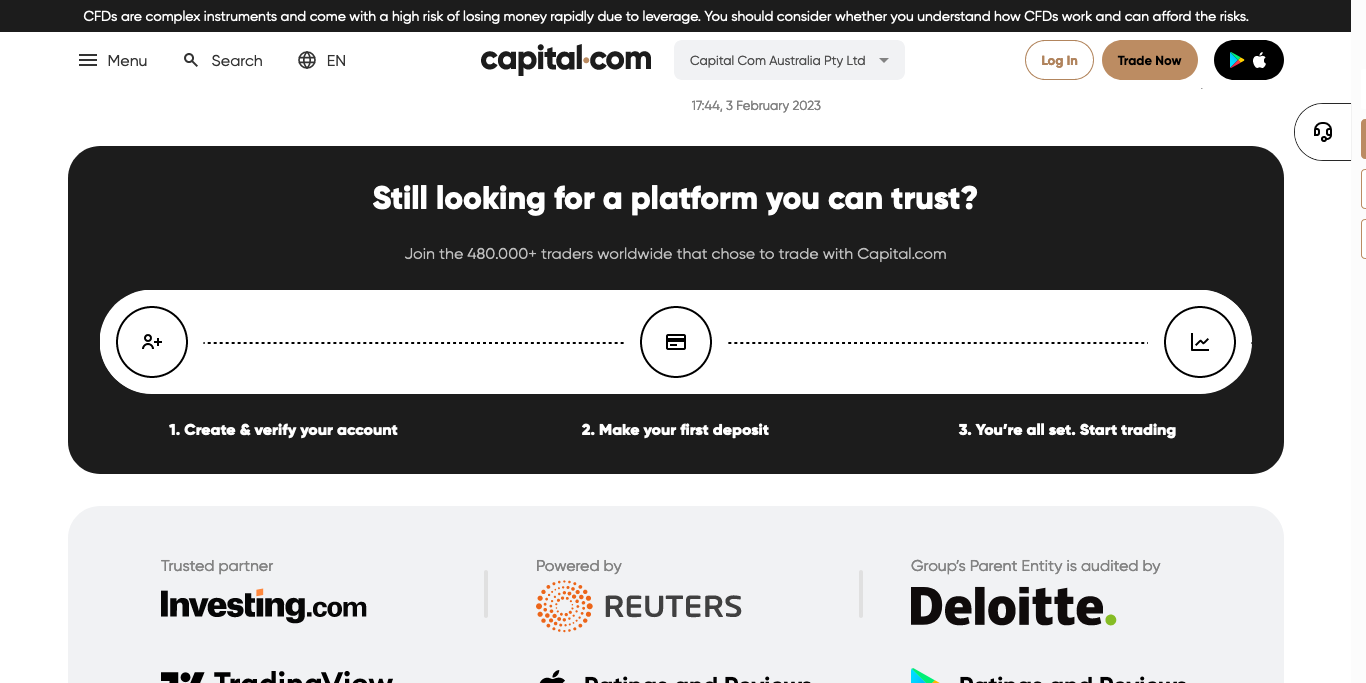 CFDs are complex instruments and come with a high risk of losing money rapidly due to leverage. You should consider whether you understand how CFDs work and can afford the risks.
Menu
Search
EN
capital.com
Capital Com Australia Pty Ltd
Log In
Trade Now
17:44, 3 February 2023
Still looking for a platform you can trust?
Join the 480.000+ traders worldwide that chose to trade with Capital.com
1. Create & verify your account
2. Make your first deposit
3. You’re all set. Start trading
Trusted partner
Investing.com
Powered by
REUTERS
Group’s Parent Entity is audited by
Deloitte.
TradingView
Ratings and Reviews
Ratings and Reviews